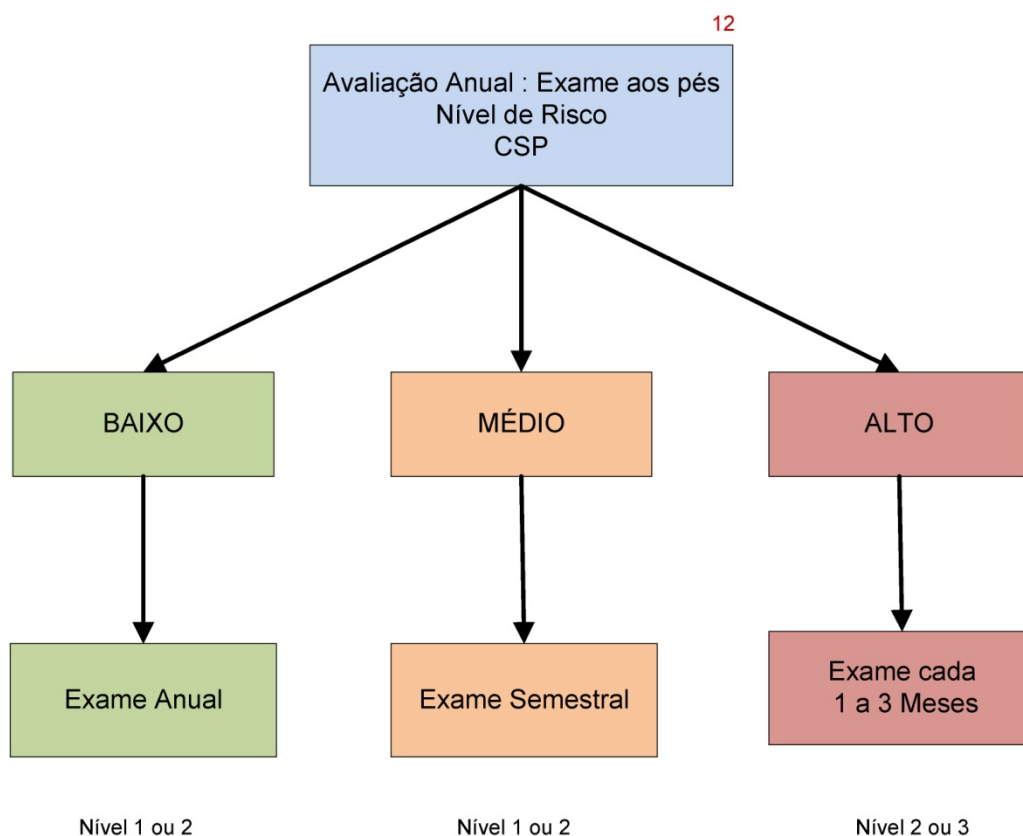 12
Avaliação Anual : Exame aos pés
Nível de Risco
CSP
BAIXO
MÉDIO
ALTO
Exame Anual
Exame Semestral
Exame cada
1 a 3 Meses
Nível 1 ou 2
Nível 1 ou 2
Nível 2 ou 3